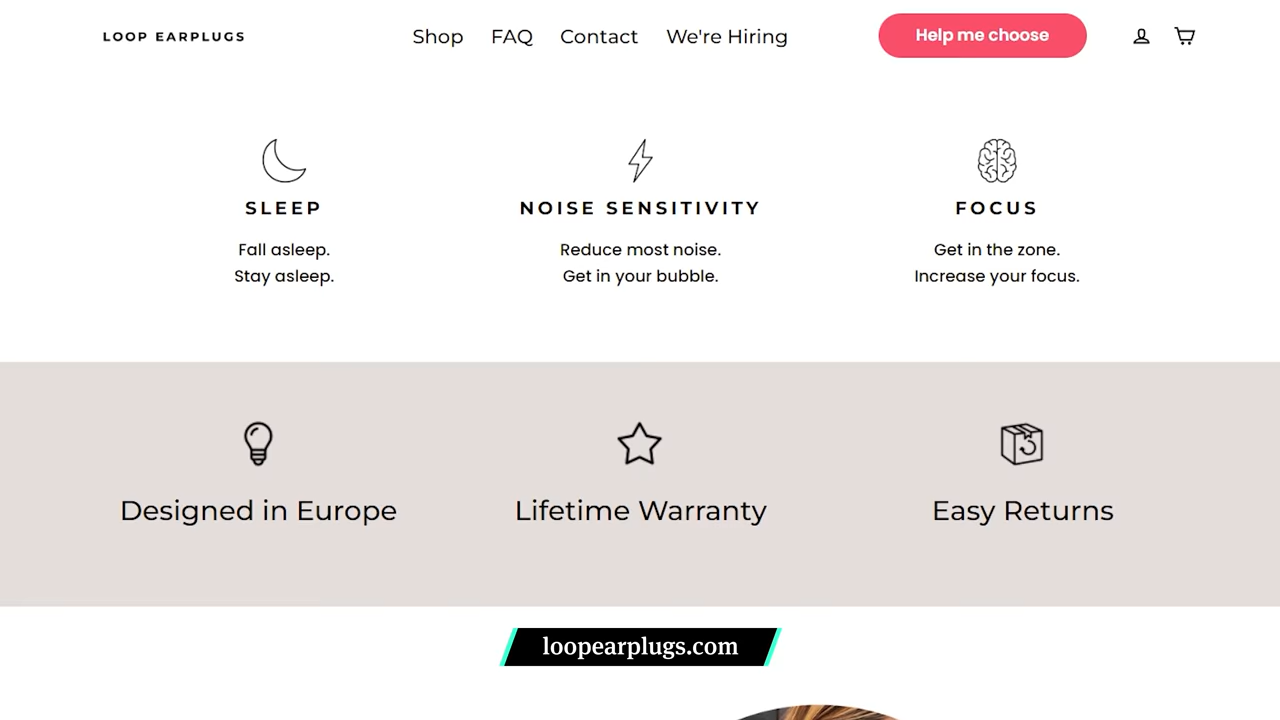 LOOP EARPLUGS
Shop FAQ Contact We're Hiring
Help me choose
SLEEP
Fall asleep.
Stay asleep.
NOISE SENSITIVITY
Reduce most noise.
Get in your bubble.
FOCUS
Get in the zone.
Increase your focus.
Designed in Europe
Lifetime Warranty
Easy Returns
loopearplugs.com